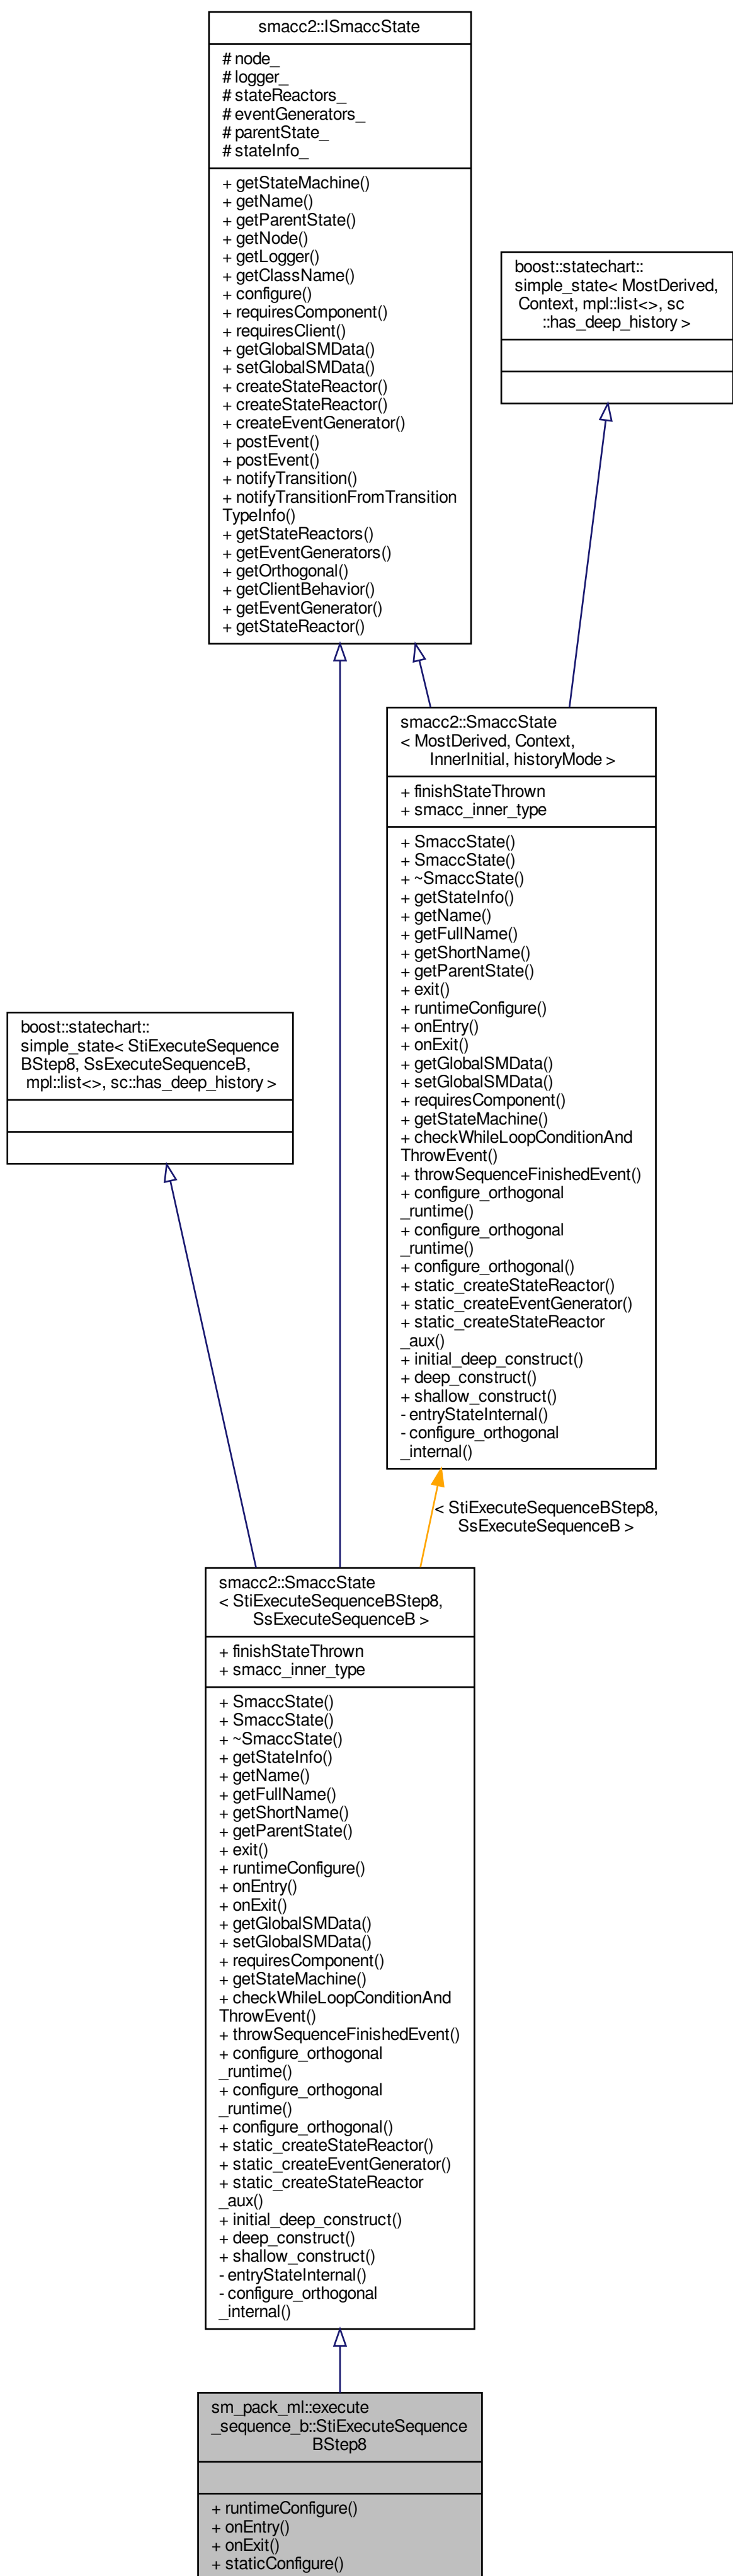 smacc2::ISmaccState
# node_
# logger_
# stateReactors_
# eventGenerators_
# parentState_
# stateInfo_
+ getStateMachine()
+ getName()
+ getParentState()
+ getNode()
+ getLogger()
+ getClassName()
+ configure()
+ requiresComponent()
+ requiresClient()
+ getGlobalSMData()
+ setGlobalSMData()
+ createStateReactor()
+ createStateReactor()
+ createEventGenerator()
+ postEvent()
+ postEvent()
+ notifyTransition()
+ notifyTransitionFromTransition
TypeInfo()
+ getStateReactors()
+ getEventGenerators()
+ getOrthogonal()
+ getClientBehavior()
+ getEventGenerator()
+ getStateReactor()
boost::statechart::
simple_state< MostDerived,
Context, mpl::list<>, sc
::has_deep_history >
smacc2::SmaccState
< MostDerived, Context,
InnerInitial, historyMode >
+ finishStateThrown
+ smacc_inner_type
+ SmaccState()
+ SmaccState()
+ ~SmaccState()
+ getStateInfo()
+ getName()
+ getFullName()
+ getShortName()
+ getParentState()
+ exit()
+ runtimeConfigure()
+ onEntry()
+ onExit()
+ getGlobalSMData()
+ setGlobalSMData()
+ requiresComponent()
+ getStateMachine()
+ checkWhileLoopConditionAnd
ThrowEvent()
+ throwSequenceFinishedEvent()
+ configure_orthogonal
_runtime()
+ configure_orthogonal
_runtime()
+ configure_orthogonal()
+ static_createStateReactor()
+ static_createEventGenerator()
+ static_createStateReactor
_aux()
+ initial_deep_construct()
+ deep_construct()
+ shallow_construct()
- entryStateInternal()
- configure_orthogonal
_internal()
boost::statechart::
simple_state< StiExecuteSequence
BStep8, SsExecuteSequenceB,
mpl::list<>, sc::has_deep_history >
< StiExecuteSequenceBStep8,
SsExecuteSequenceB >
smacc2::SmaccState
< StiExecuteSequenceBStep8,
SsExecuteSequenceB >
+ finishStateThrown
+ smacc_inner_type
+ SmaccState()
+ SmaccState()
+ ~SmaccState()
+ getStateInfo()
+ getName()
+ getFullName()
+ getShortName()
+ getParentState()
+ exit()
+ runtimeConfigure()
+ onEntry()
+ onExit()
+ getGlobalSMData()
+ setGlobalSMData()
+ requiresComponent()
+ getStateMachine()
+ checkWhileLoopConditionAnd
ThrowEvent()
+ throwSequenceFinishedEvent()
+ configure_orthogonal
_runtime()
+ configure_orthogonal
_runtime()
+ configure_orthogonal()
+ static_createStateReactor()
+ static_createEventGenerator()
+ static_createStateReactor
_aux()
+ initial_deep_construct()
+ deep_construct()
+ shallow_construct()
- entryStateInternal()
- configure_orthogonal
_internal()
sm_pack_ml::execute
_sequence_b::StiExecuteSequence
BStep8
+ runtimeConfigure()
+ onEntry()
+ onExit()
+ staticConfigure()